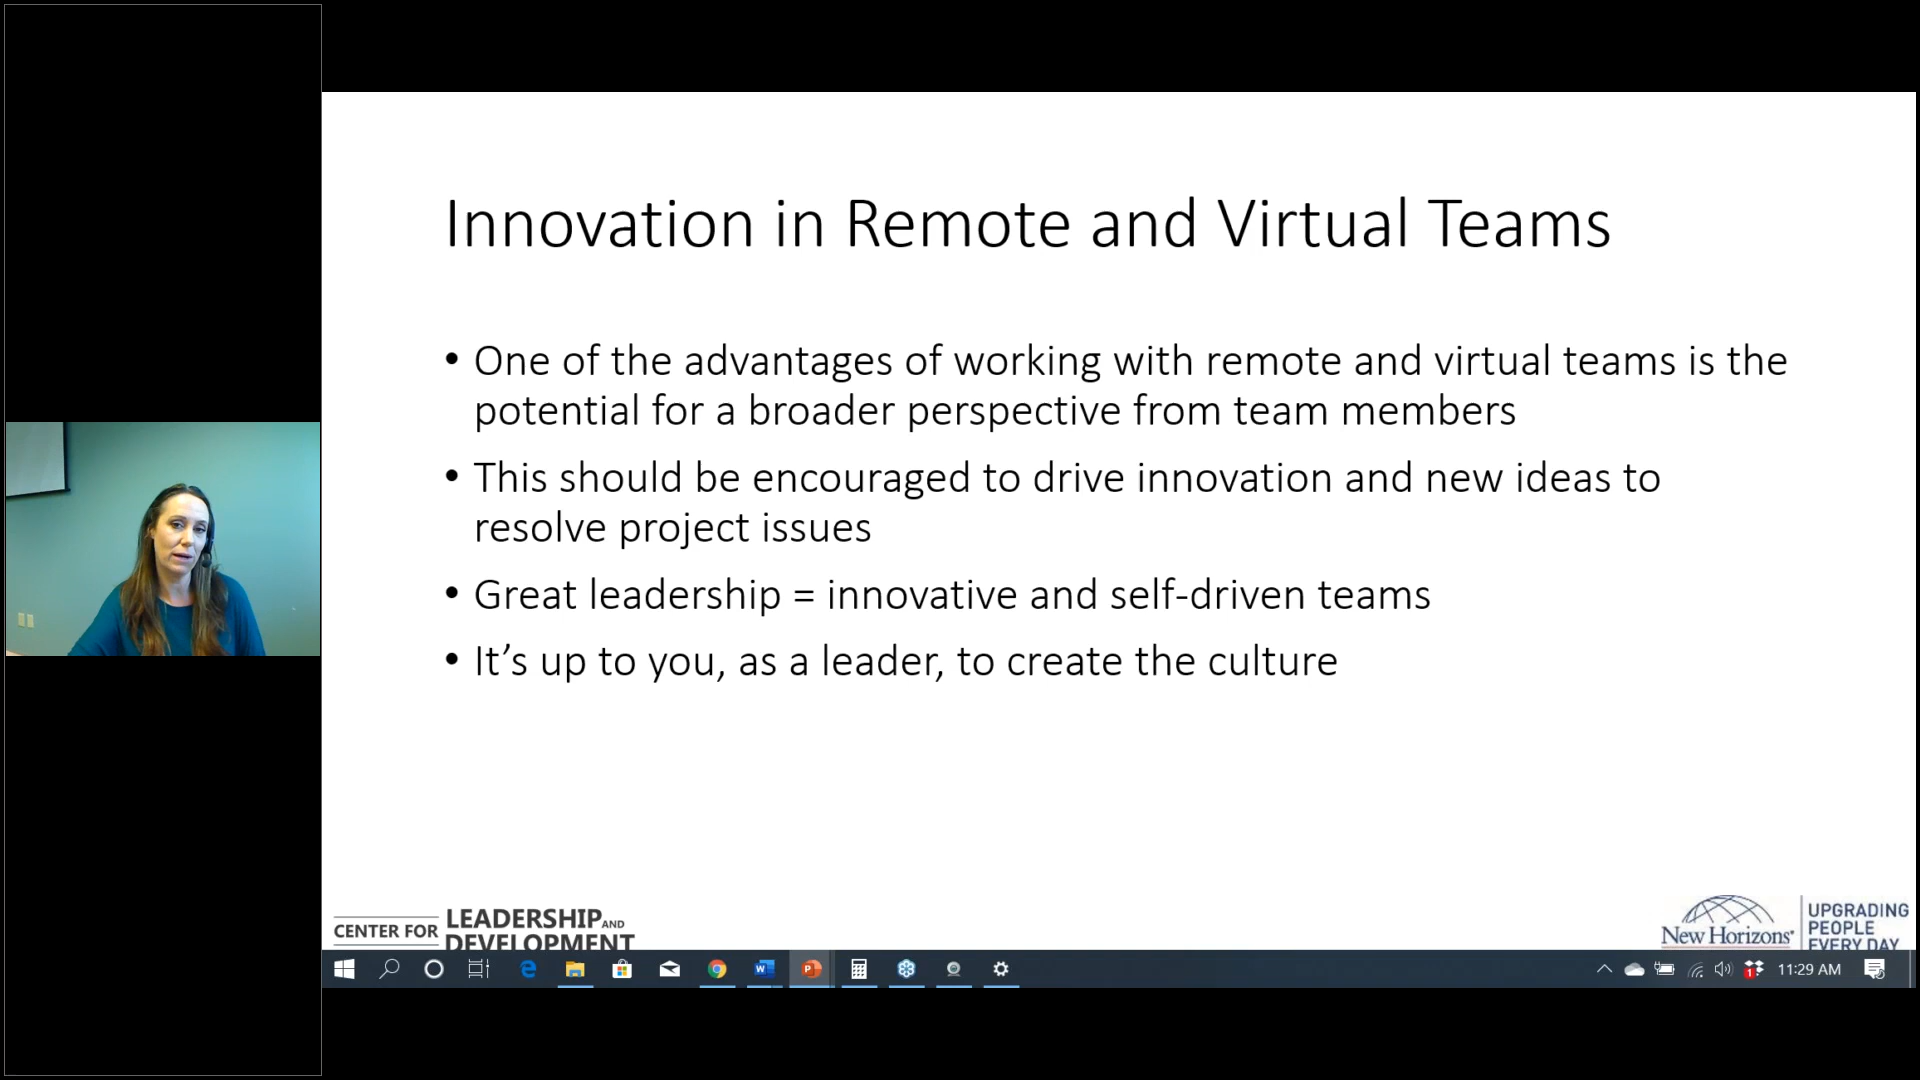 Innovation in Remote and Virtual Teams
• One of the advantages of working with remote and virtual teams is the
potential for a broader perspective from team members
• This should be encouraged to drive innovation and new ideas to
resolve project issues
• Great leadership = innovative and self-driven teams
• It’s up to you, as a leader, to create the culture
CENTER FOR LEADERSHIP AND
DEVELOPMENT
New Horizons®
UPGRADING
PEOPLE
EVERY DAY
11:29 AM